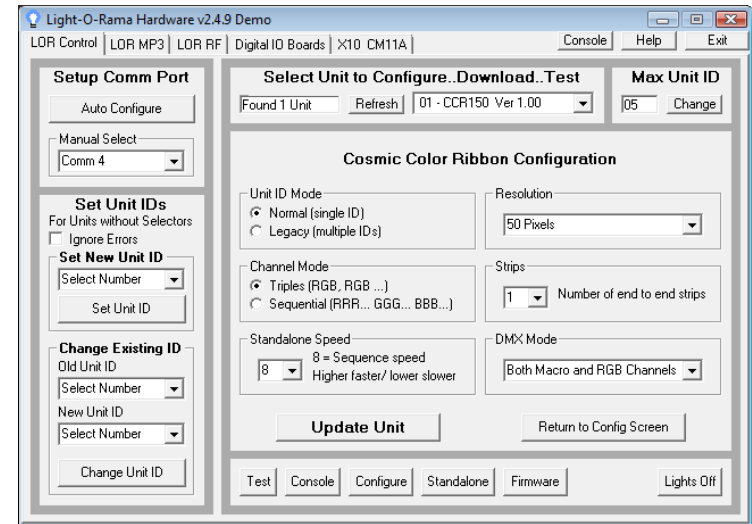 Light-O-Rama Hardware v2.4.9 Demo
LOR Control
LOR MP3
LOR RF
Digital IO Boards
X10 CM11A
Console
Help
Exit
Setup Comm Port
Auto Configure
Manual Select
Comm 4
Set Unit IDs
For Units without Selectors
Ignore Errors
Set New Unit ID
Select Number
Set Unit ID
Change Existing ID
Old Unit ID
Select Number
New Unit ID
Select Number
Change Unit ID
Select Unit to Configure..Download..Test
Found 1 Unit
Refresh
01 - CCR150 Ver 1.00
Max Unit ID
05
Change
Cosmic Color Ribbon Configuration
Unit ID Mode
Normal (single ID)
Legacy (multiple IDs)
Resolution
50 Pixels
Channel Mode
Triples (RGB, RGB ...)
Sequential (RRR... GGG... BBB...)
Strips
1
Number of end to end strips
Standalone Speed
8
8 = Sequence speed
Higher faster/ lower slower
DMX Mode
Both Macro and RGB Channels
Update Unit
Return to Config Screen
Test
Console
Configure
Standalone
Firmware
Lights Off